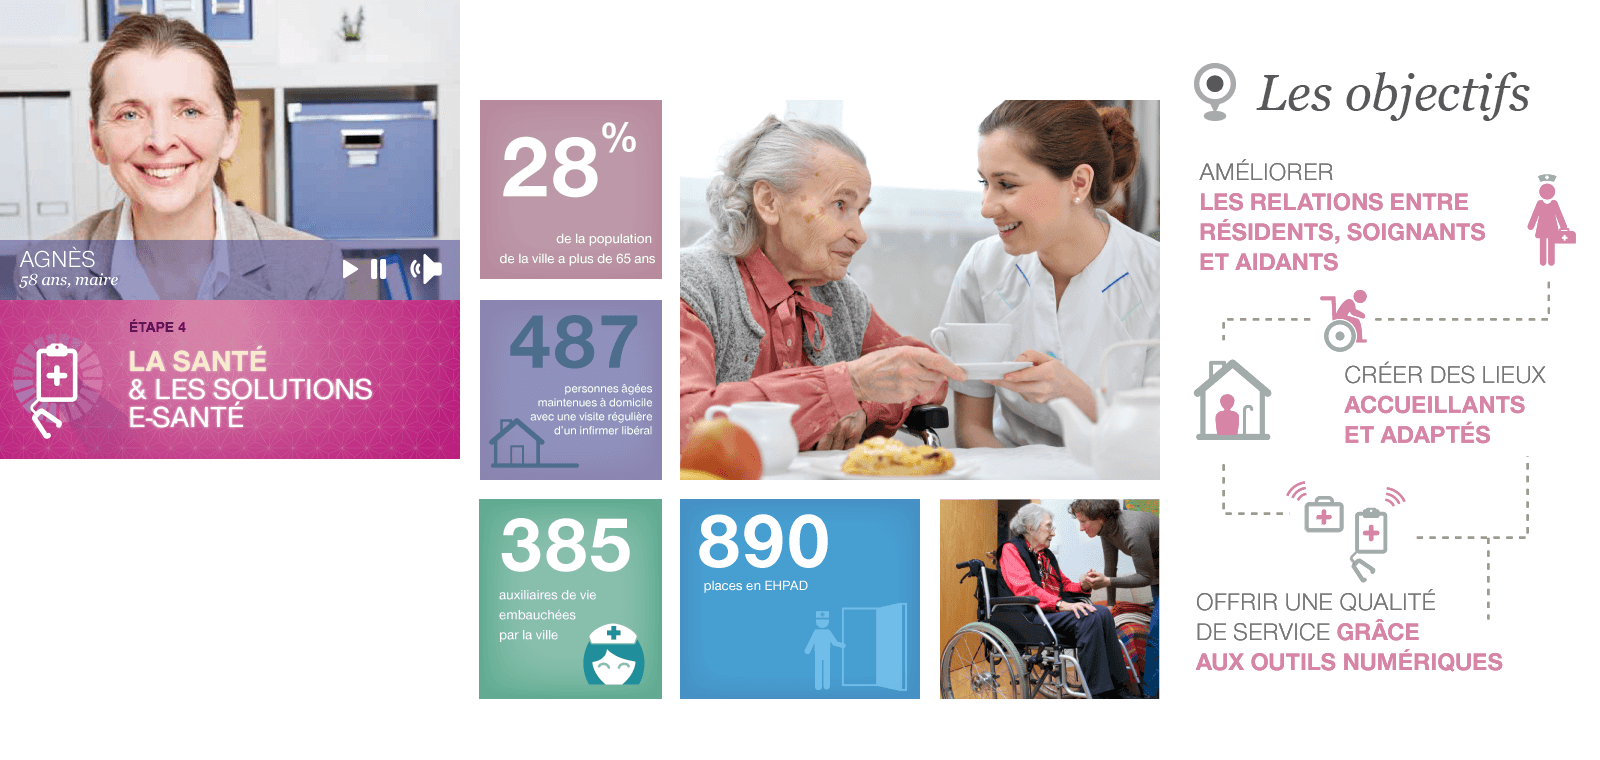 AGNÈS
58 ans, maire
ÉTAPE 4
LA SANTÉ
& LES SOLUTIONS
E-SANTÉ
28%
de la population
de la ville a plus de 65 ans
487
personnes âgées
maintenues à domicile
avec une visite régulière
d'un infirmer libéral
385
auxiliaires de vie
embauchées
par la ville
890
places en EHPAD
Les objectifs
AMÉLIORER
LES RELATIONS ENTRE
RÉSIDENTS, SOIGNANTS
ET AIDANTS
CRÉER DES LIEUX
ACCUEILLANTS
ET ADAPTÉS
OFFRIR UNE QUALITÉ
DE SERVICE GRÂCE
AUX OUTILS NUMÉRIQUES